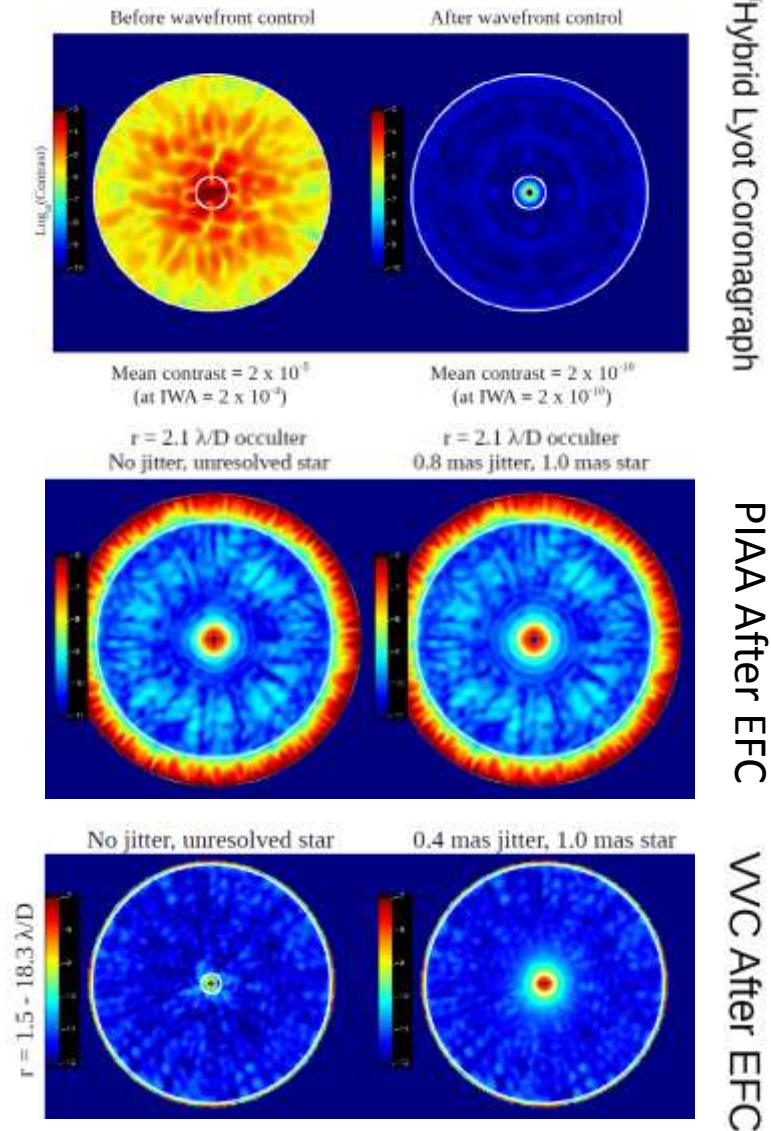 Before wavefront control
After wavefront control
Log10(Contrast)
Hybrid Lyot Coronagraph
Mean contrast = 2 x 10⁻⁵
(at IWA = 2 x 10⁻⁴)
Mean contrast = 2 x 10⁻¹⁰
(at IWA = 2 x 10⁻¹⁰)
r = 2.1 λ/D occulter
No jitter, unresolved star
r = 2.1 λ/D occulter
0.8 mas jitter, 1.0 mas star
PIAA After EFC
No jitter, unresolved star
0.4 mas jitter, 1.0 mas star
r = 1.5 - 18.3 λ/D
VVC After EFC